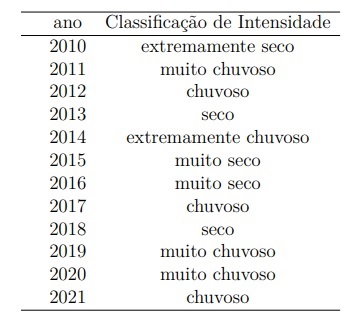 ano Classificação de Intensidade
2010 extremamente seco
2011 muito chuvoso
2012 chuvoso
2013 seco
2014 extremamente chuvoso
2015 muito seco
2016 muito seco
2017 chuvoso
2018 seco
2019 muito chuvoso
2020 muito chuvoso
2021 chuvoso